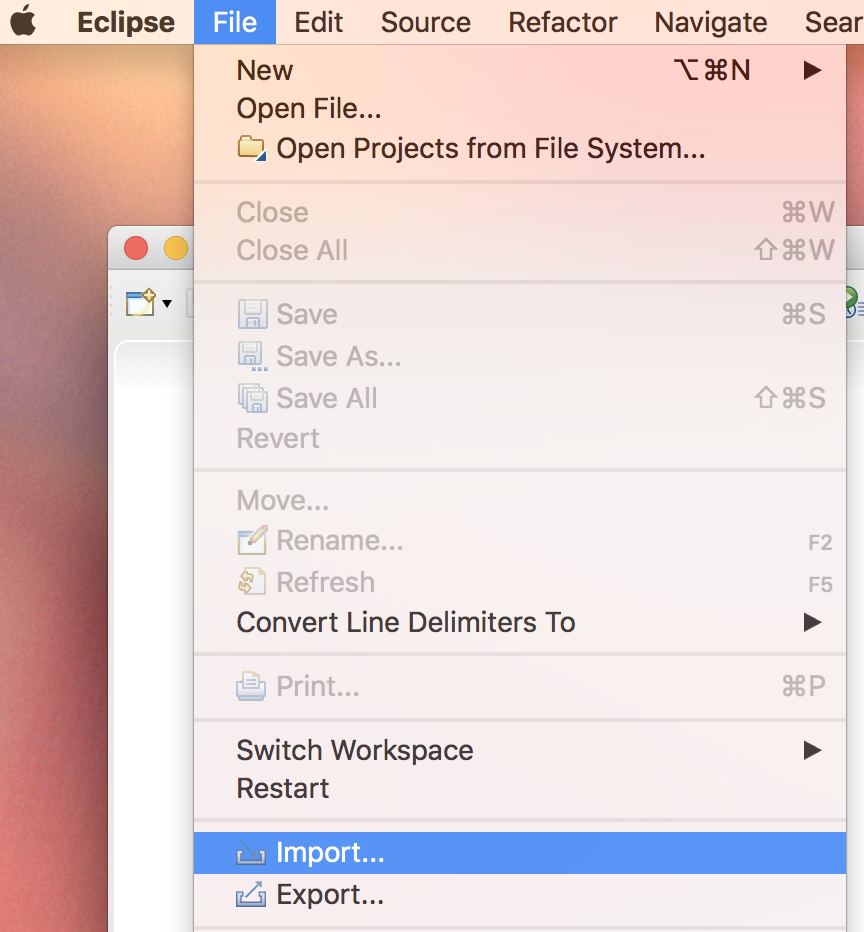 Eclipse File Edit Source Refactor Navigate Sear
New ⌥⌘N ▶
Open File...
Open Projects from File System...
Close ⌘W
Close All ⇧⌘W
Save ⌘S
Save As...
Save All ⇧⌘S
Revert
Move...
Rename... F2
Refresh F5
Convert Line Delimiters To ▶
Print... ⌘P
Switch Workspace ▶
Restart
Import...
Export...